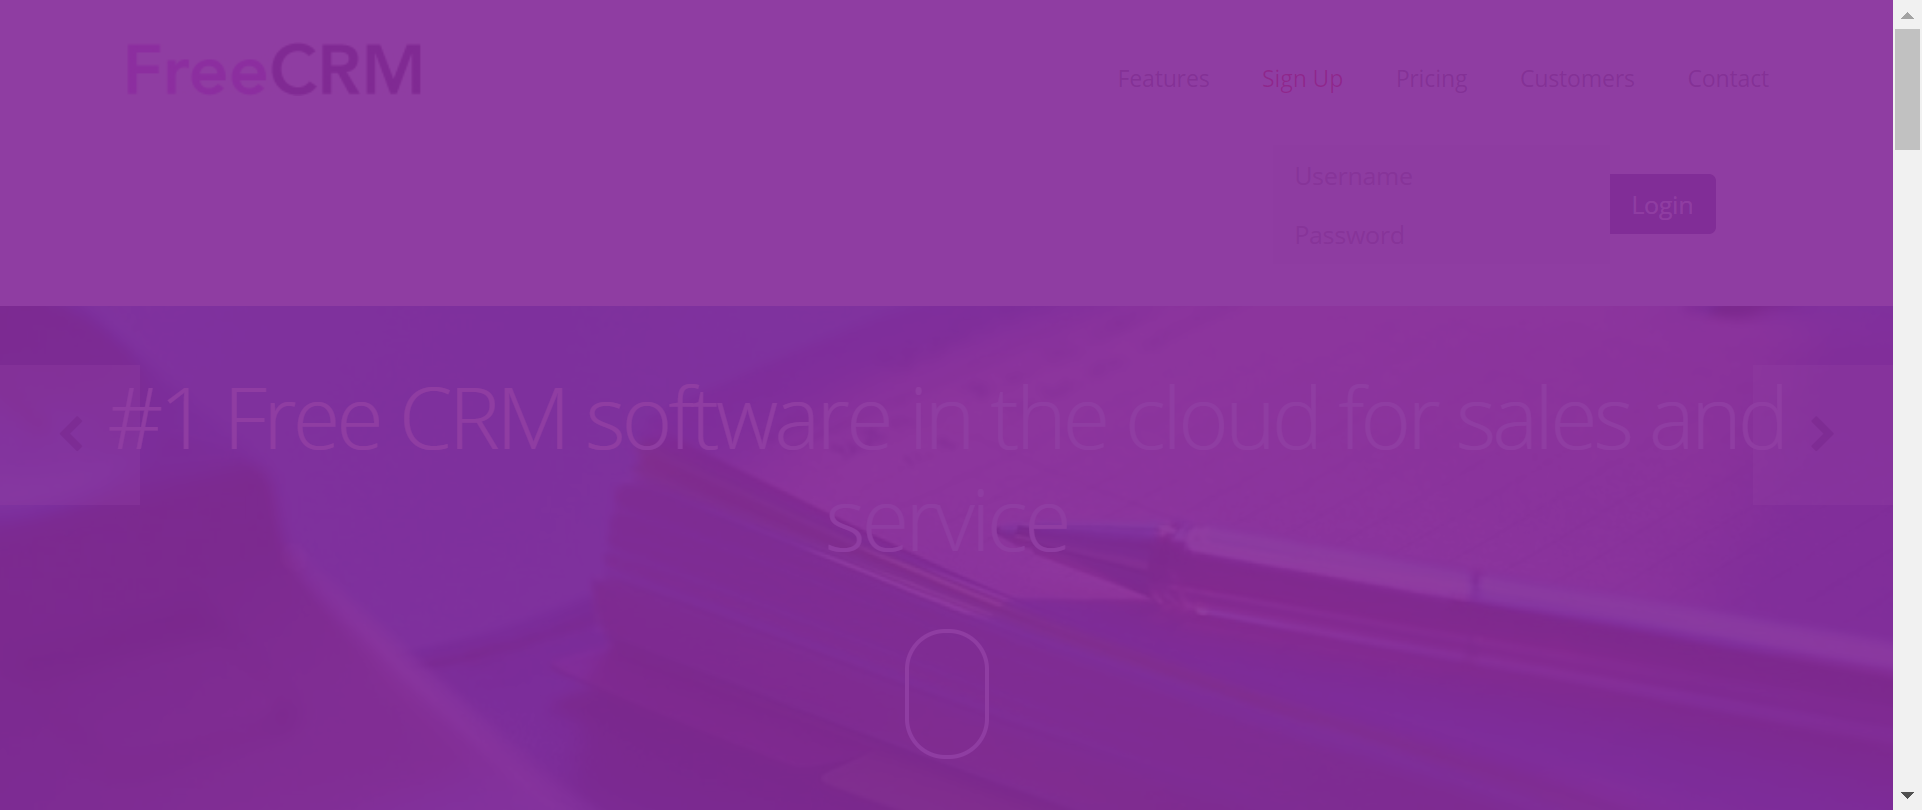 FreeCRM
Features Sign Up Pricing Customers Contact
Username
Login
Password
#1 Free CRM software in the cloud for sales and
service